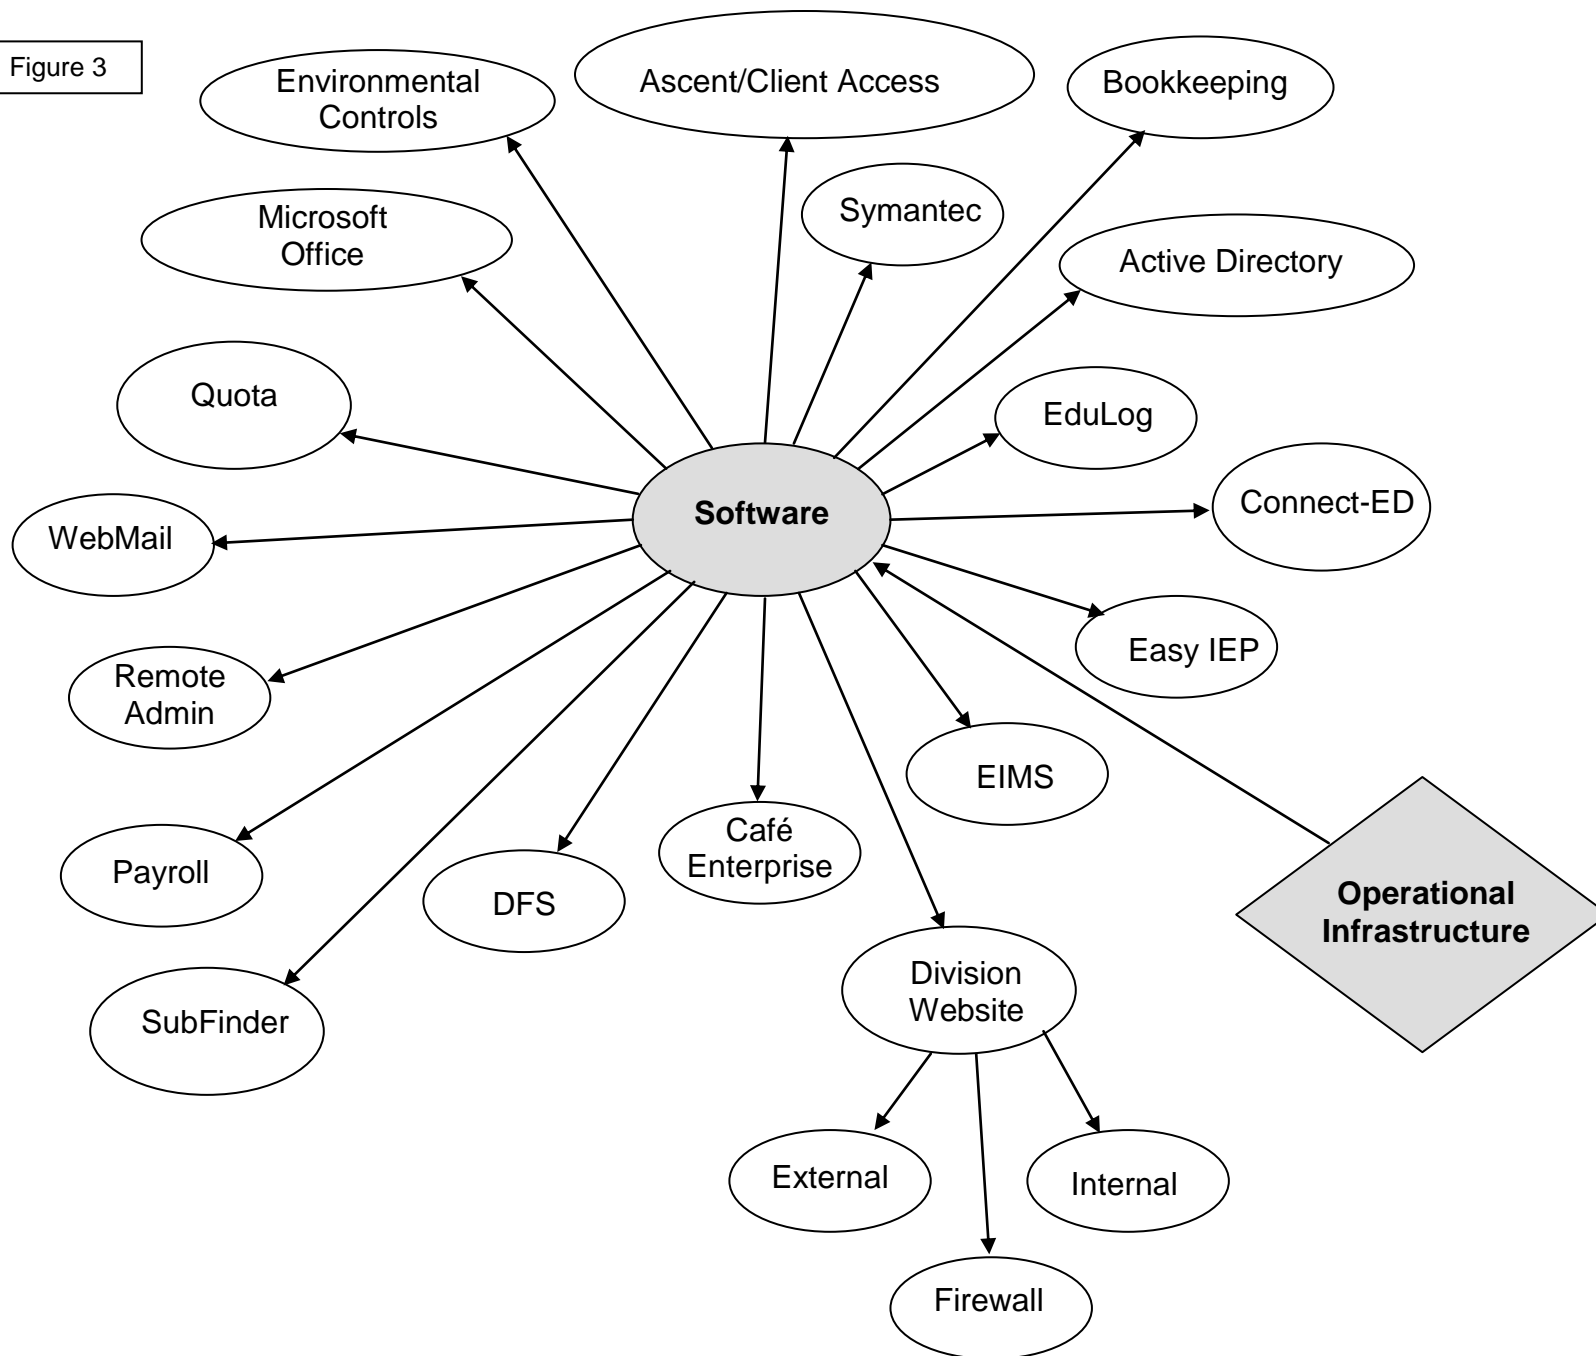 Figure 3
Environmental
Controls
Ascent/Client Access
Bookkeeping
Microsoft
Office
Symantec
Active Directory
Quota
EduLog
Software
Connect-ED
WebMail
Remote
Admin
Easy IEP
EIMS
Payroll
DFS
Café
Enterprise
Operational
Infrastructure
SubFinder
Division
Website
External
Internal
Firewall